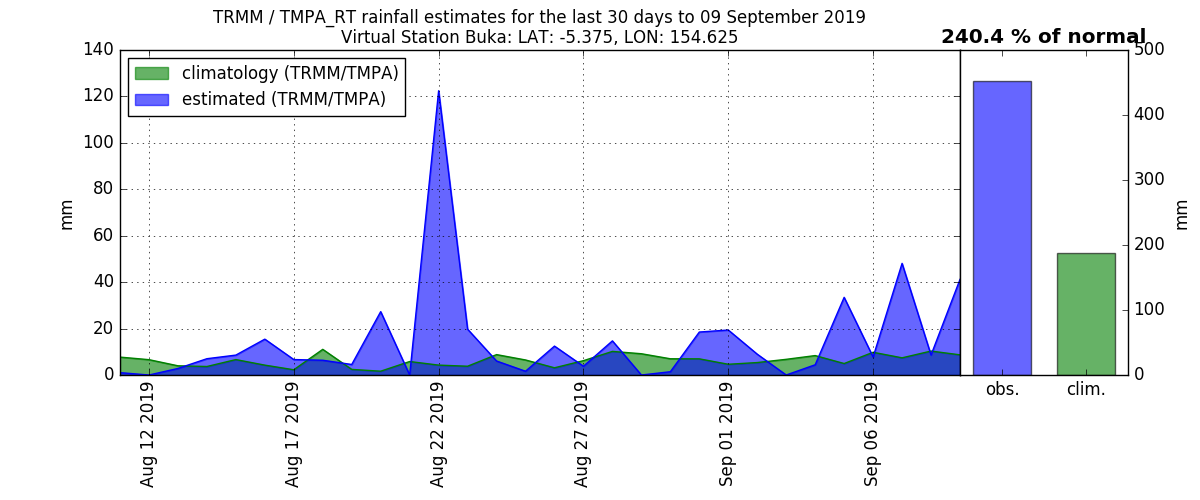 TRMM / TMPA_RT rainfall estimates for the last 30 days to 09 September 2019
Virtual Station Buka: LAT: -5.375, LON: 154.625
240.4 % of normal
climatology (TRMM/TMPA)
estimated (TRMM/TMPA)
mm
140
120
100
80
60
40
20
0
Aug 12 2019
Aug 17 2019
Aug 22 2019
Aug 27 2019
Sep 01 2019
Sep 06 2019
500
400
300
200
100
0
mm
obs.
clim.